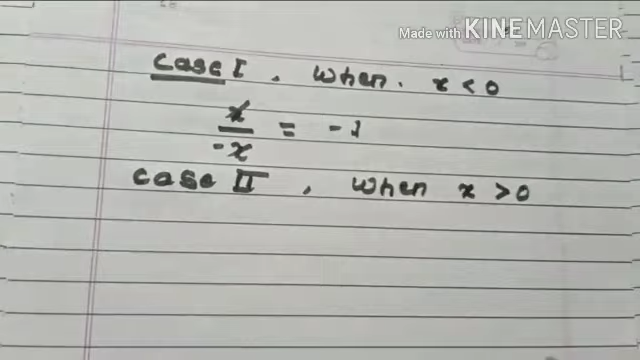 Made with KINEMASTER
case I , when . x < 0
x / -x = -1
case II , when x > 0